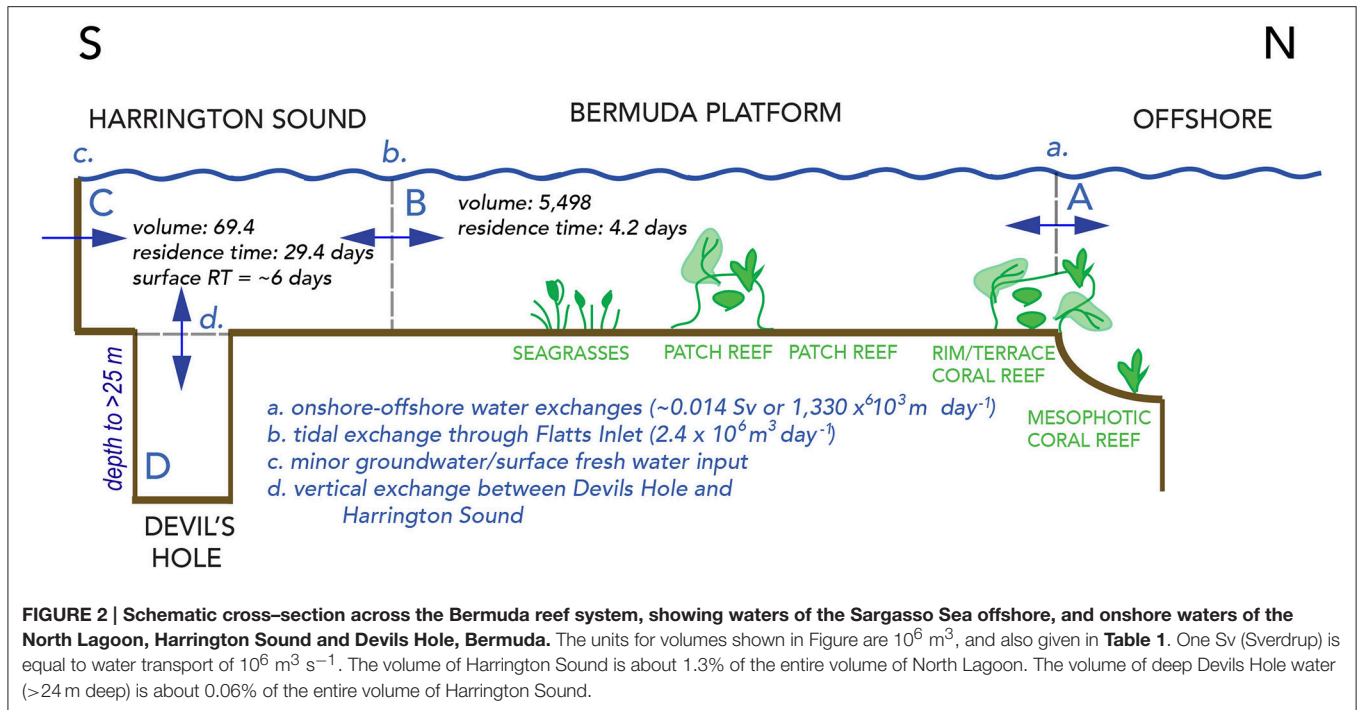 S
N
HARRINGTON SOUND
BERMUDA PLATFORM
OFFSHORE
c.
b.
a.
C
B
A
volume: 69.4
residence time: 29.4 days
surface RT = ~6 days
volume: 5,498
residence time: 4.2 days
d.
SEAGRASSES
PATCH REEF
PATCH REEF
RIM/TERRACE
CORAL REEF
MESOPHOTIC
CORAL REEF
depth to >25 m
D
DEVIL'S
HOLE
a. onshore-offshore water exchanges (~0.014 Sv or 1,330 x⁶10³ m day⁻¹)
b. tidal exchange through Flatts Inlet (2.4 x 10⁶ m³ day⁻¹)
c. minor groundwater/surface fresh water input
d. vertical exchange between Devils Hole and
Harrington Sound
FIGURE 2 | Schematic cross–section across the Bermuda reef system, showing waters of the Sargasso Sea offshore, and onshore waters of the
North Lagoon, Harrington Sound and Devils Hole, Bermuda. The units for volumes shown in Figure are 10⁶ m³, and also given in Table 1. One Sv (Sverdrup) is
equal to water transport of 10⁶ m³ s⁻¹. The volume of Harrington Sound is about 1.3% of the entire volume of North Lagoon. The volume of deep Devils Hole water
(>24 m deep) is about 0.06% of the entire volume of Harrington Sound.